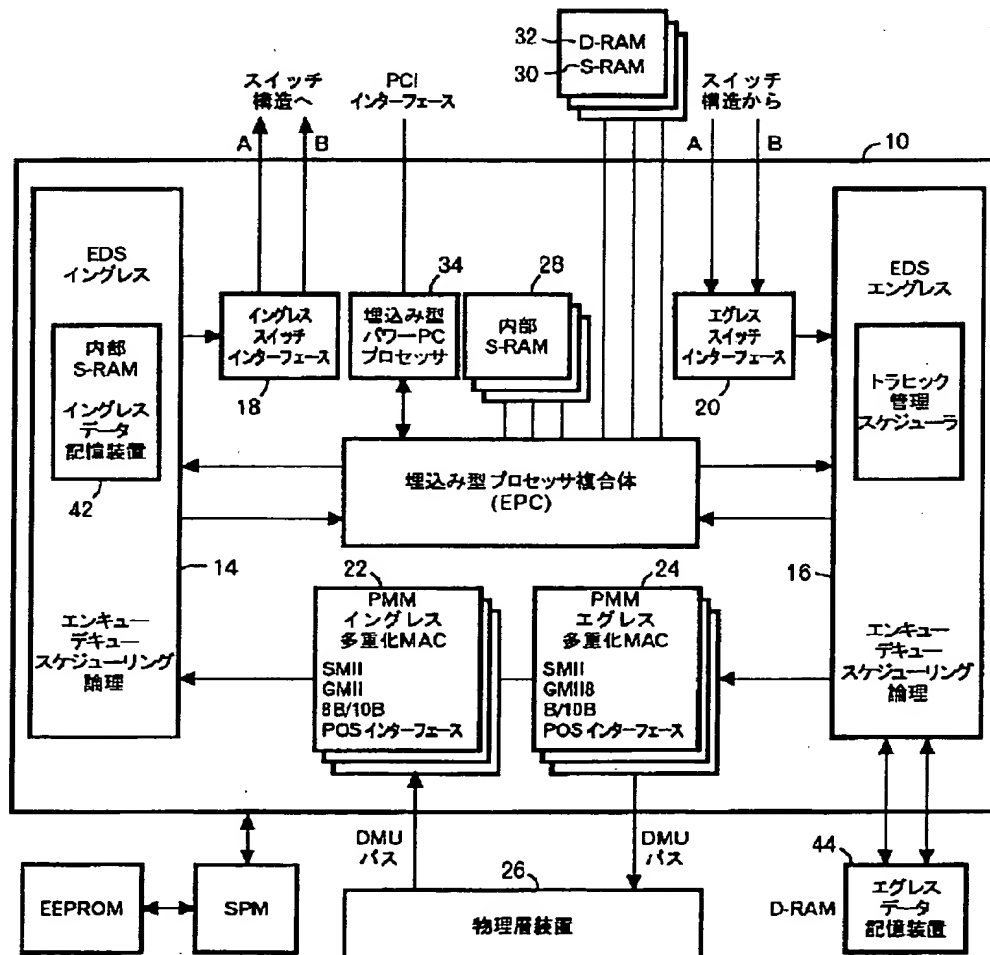 32
D-RAM
30
S-RAM
スイッチ
構造へ
A
B
PCI
インターフェース
スイッチ
構造から
A
B
10
EDS
イングレス
内部
S-RAM
イングレス
データ
記憶装置
42
14
エンキュー
デキュー
スケジューリング
論理
イングレス
スイッチ
インターフェース
18
34
埋込み型
パワーPC
プロセッサ
28
内部
S-RAM
エグレス
スイッチ
インターフェース
20
EDS
エングレス
トラヒック
管理
スケジューラ
16
エンキュー
デキュー
スケジューリング
論理
埋込み型プロセッサ複合体
(EPC)
22
PMM
イングレス
多重化MAC
SMII
GMII
8B/10B
POSインターフェース
24
PMM
エグレス
多重化MAC
SMII
GMII8
B/10B
POSインターフェース
DMU
バス
DMU
バス
26
物理層装置
EEPROM
SPM
44
D-RAM
エグレス
データ
記憶装置